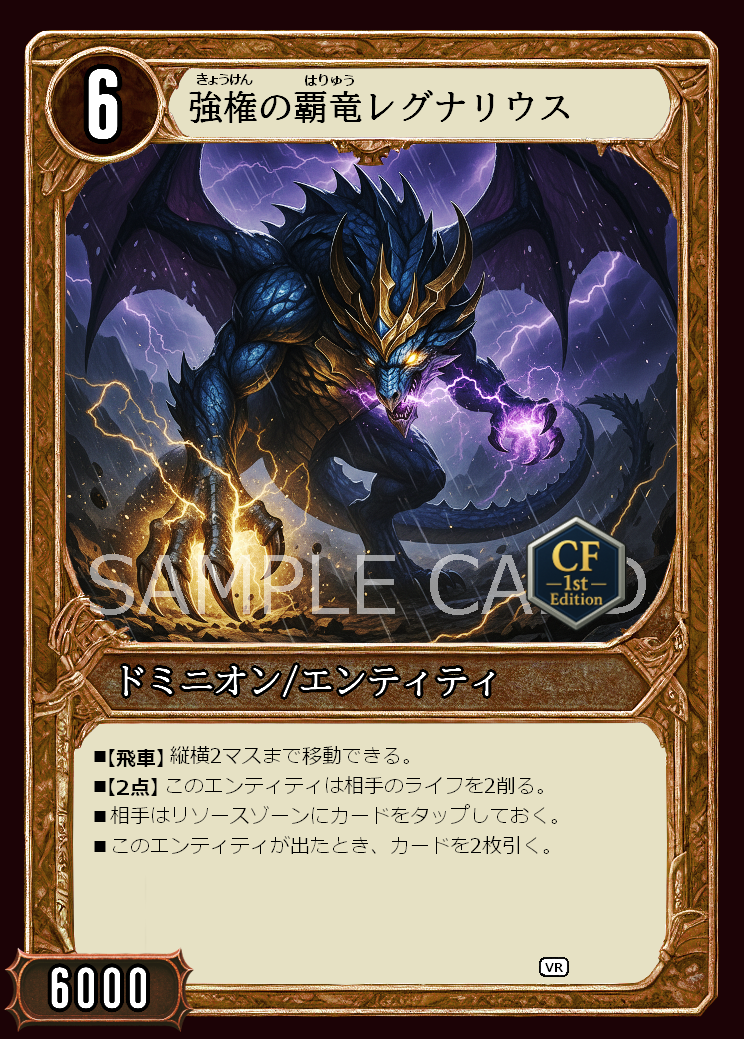 6
きょうけん はりゅう
強権の覇竜レグナリウス
SAMPLE CARD
CF
1st
Edition
ドミニオン/エンティティ
■【飛車】縦横2マスまで移動できる。
■【2点】このエンティティは相手のライフを2削る。
■相手はリソースゾーンにカードをタップしておく。
■このエンティティが出たとき、カードを2枚引く。
VR
6000